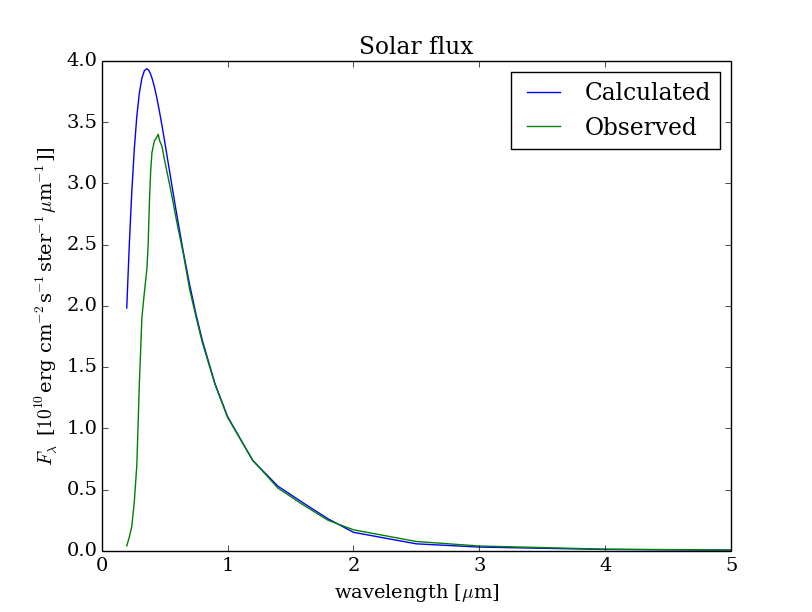 Solar flux
Calculated
Observed
4.0
3.5
3.0
2.5
2.0
1.5
1.0
0.5
0.0
0 1 2 3 4 5
wavelength [μm]
F_λ [10^10 erg cm^−2 s^−1 ster^−1 μm^−1]]